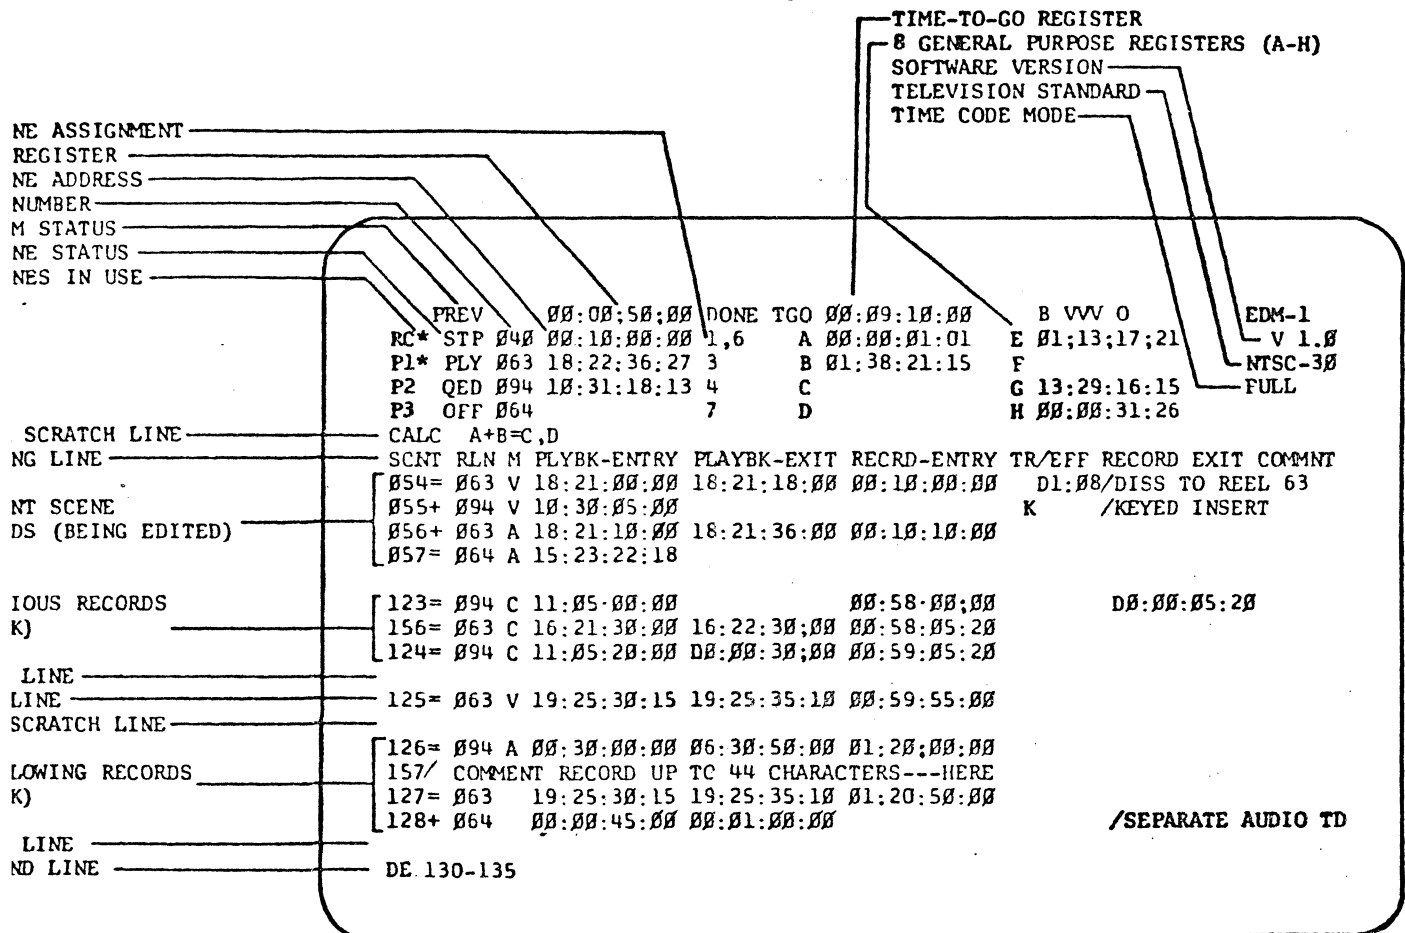 TIME-TO-GO REGISTER
8 GENERAL PURPOSE REGISTERS (A-H)
SOFTWARE VERSION
TELEVISION STANDARD
TIME CODE MODE
NE ASSIGNMENT
REGISTER
NE ADDRESS
NUMBER
M STATUS
NE STATUS
NES IN USE
PREV 00:00;50;00 DONE TGO 00:09:10:00 B VVV O EDM-1
RC* STP 040 00:10:00:00 1,6 A 00:00:01:01 E 01;13;17;21 V 1.0
P1* PLY 063 18:22:36:27 3 B 01:38:21:15 F NTSC-30
P2 QED 094 10:31:18:13 4 C G 13:29:16:15 FULL
P3 OFF 064 7 D H 00:00:31:26
SCRATCH LINE CALC A+B=C,D
NG LINE SCNT RLN M PLYBK-ENTRY PLAYBK-EXIT RECRD-ENTRY TR/EFF RECORD EXIT COMMNT
054= 063 V 18:21:00:00 18:21:18:00 00:10:00:00 D1:08/DISS TO REEL 63
NT SCENE 055+ 094 V 10:30:05:00 K /KEYED INSERT
DS (BEING EDITED) 056+ 063 A 18:21:10:00 18:21:36:00 00:10:10:00
057= 064 A 15:23:22:18
IOUS RECORDS 123= 094 C 11:05:00:00 00:58:00;00 D0:00:05:20
K) 156= 063 C 16:21:30:00 16:22:30;00 00:58:05:20
124= 094 C 11:05:20:00 D0:00:30;00 00:59:05:20
LINE
LINE 125= 063 V 19:25:30:15 19:25:35:10 00:59:55:00
SCRATCH LINE
126= 094 A 00:30:00:00 06:30:50:00 01:20;00:00
LOWING RECORDS 157/ COMMENT RECORD UP TO 44 CHARACTERS---HERE
K) 127= 063 19:25:30:15 19:25:35:10 01:20:50:00
128+ 064 00:00:45:00 00:01:00:00 /SEPARATE AUDIO TD
LINE
ND LINE DE 130-135